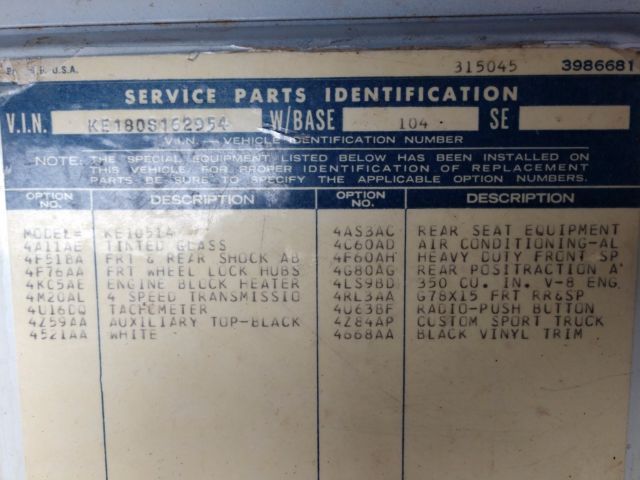 U.S.A. 315045 3986681
SERVICE PARTS IDENTIFICATION
V.I.N. KE180S162954 W/BASE 104 SE
V.I.N. — VEHICLE IDENTIFICATION NUMBER
NOTE: THE SPECIAL EQUIPMENT LISTED BELOW HAS BEEN INSTALLED ON
THIS VEHICLE. FOR PROPER IDENTIFICATION OF REPLACEMENT
PARTS BE SURE TO SPECIFY THE APPLICABLE OPTION NUMBERS.
OPTION NO. DESCRIPTION OPTION NO. DESCRIPTION
MODEL= KE10514 4AS3AC REAR SEAT EQUIPMENT
4A11AE TINTED GLASS 4C60AD AIR CONDITIONING-AL
4F51BA FRT & REAR SHOCK AB 4F60AH HEAVY DUTY FRONT SP
4F76AA FRT WHEEL LOCK HUBS 4G80AG REAR POSITRACTION A
4KC5AE ENGINE BLOCK HEATER 4LS9BD 350 CU. IN. V-8 ENG
4M20AL 4 SPEED TRANSMISSIO 4RL3AA G78X15 FRT RR&SP
4U16DQ TACHCMETER 4U63BF RADIO-PUSH BUTTON
4Z59AA AUXILIARY TOP-BLACK 4Z84AP CUSTOM SPORT TRUCK
4521AA WHITE 4668AA BLACK VINYL TRIM